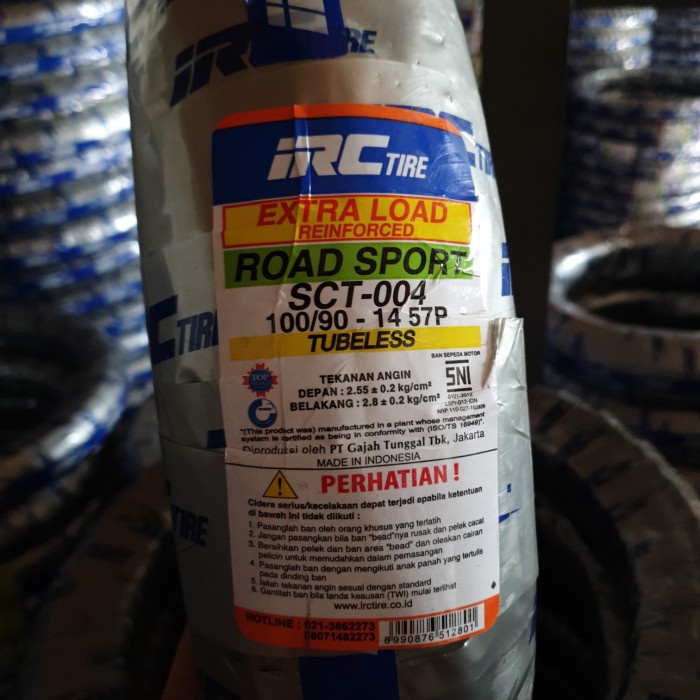 iRC TIRE
EXTRA LOAD
REINFORCED
ROAD SPORT
SCT-004
100/90 - 14 57P
TUBELESS
TEKANAN ANGIN
DEPAN : 2.55 ± 0.2 kg/cm²
BELAKANG : 2.8 ± 0.2 kg/cm²
BAN SEPEDA MOTOR
SNI
TOP
"(This product was) manufactured in a plant whose management
system is certified as being in conformity with (ISO/TS 16949)".
Diproduksi oleh PT Gajah Tunggal Tbk, Jakarta
MADE IN INDONESIA
PERHATIAN !
Cidera serius/kecelakaan dapat terjadi apabila ketentuan
di bawah ini tidak diikuti :
1. Pasanglah ban oleh orang khusus yang terlatih
2. Jangan pasangkan bila ban "bead"nya rusak dan pelek cacat
3. Bersihkan pelek dan ban area "bead" dan oleskan cairan
pelicin untuk memudahkan dalam pemasangan
4. Pasanglah ban dengan mengikuti anak panah yang tertulis
pada dinding ban
5. Isilah tekanan angin sesuai dengan standard
6. Gantilah ban bila tanda keausan (TWI) mulai terlihat
www.irctire.co.id
HOTLINE : 021-3862273
08071482273
8990876512801